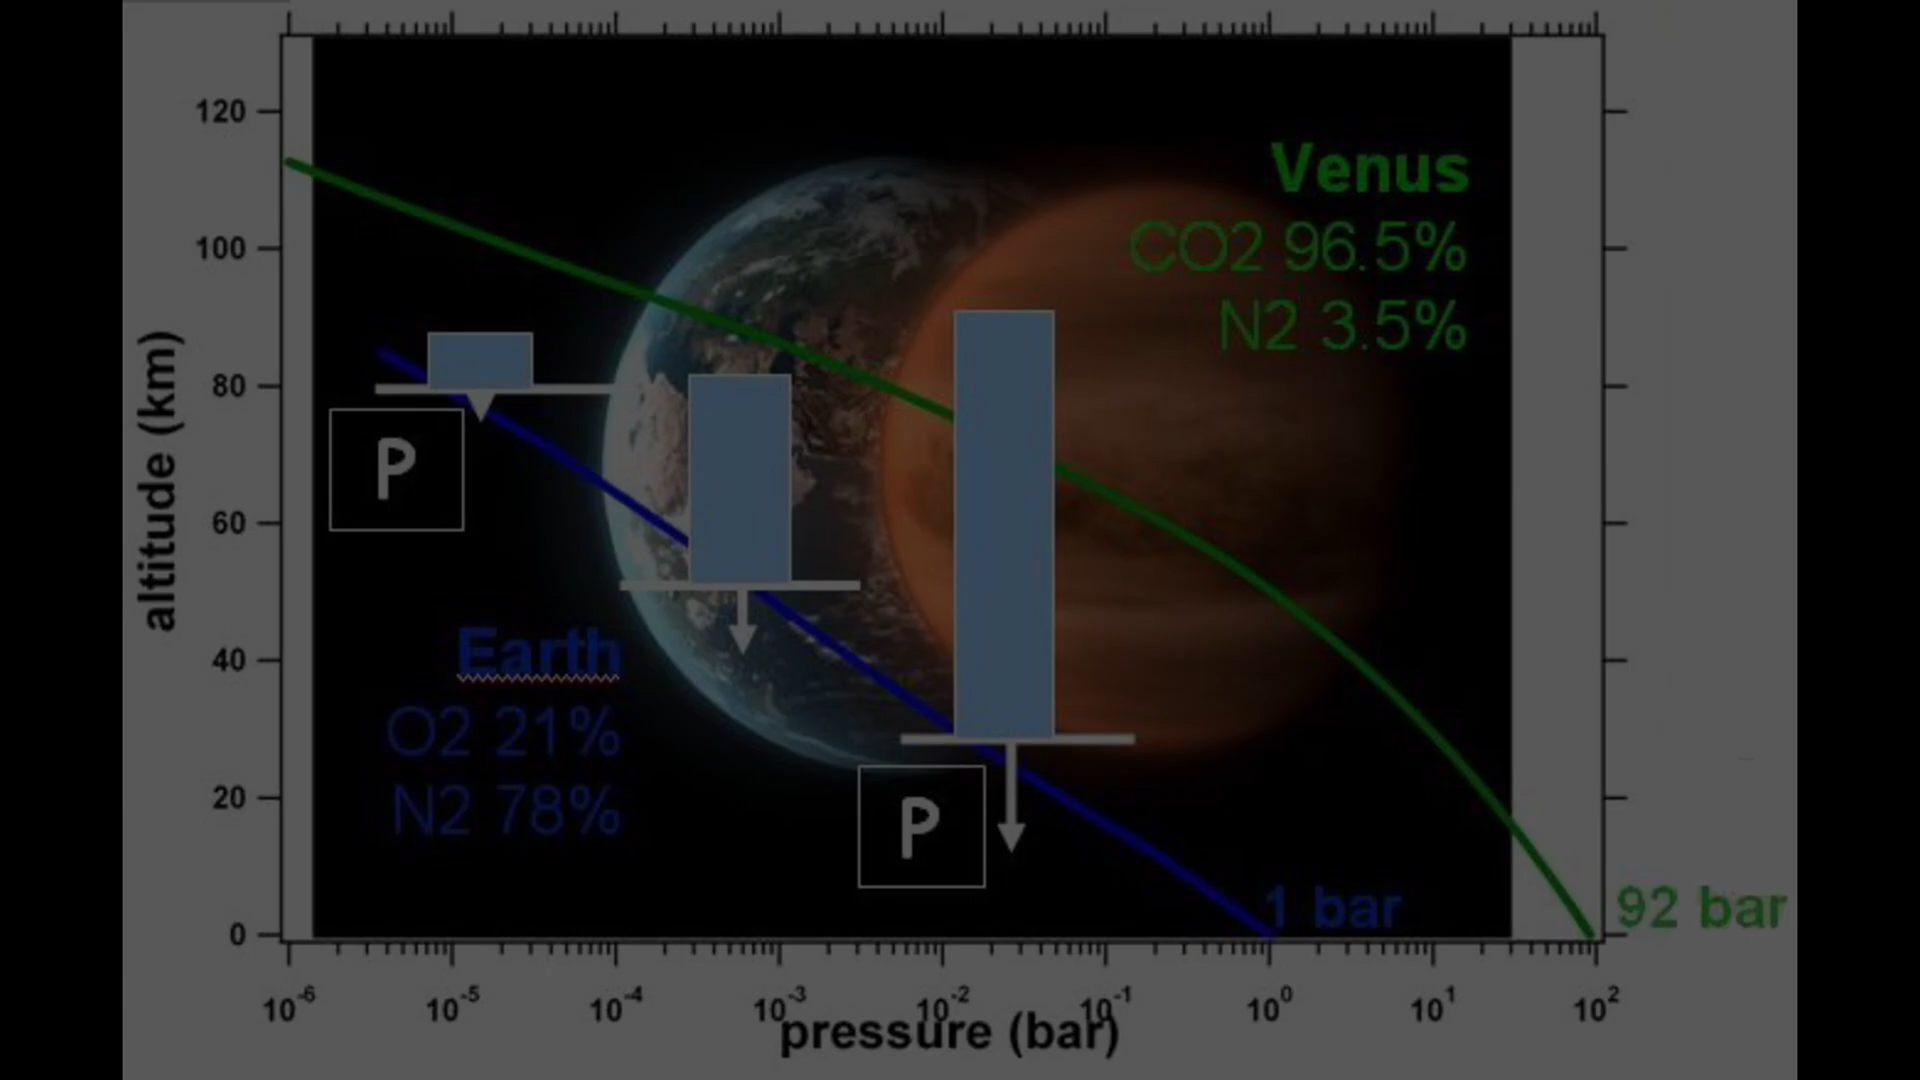 120
100
80
60
40
20
0
altitude (km)
Venus
CO2 96.5%
N2 3.5%
P
Earth
O2 21%
N2 78%
P
1 bar
92 bar
10⁻⁶ 10⁻⁵ 10⁻⁴ 10⁻³ 10⁻² 10⁻¹ 10⁰ 10¹ 10²
pressure (bar)